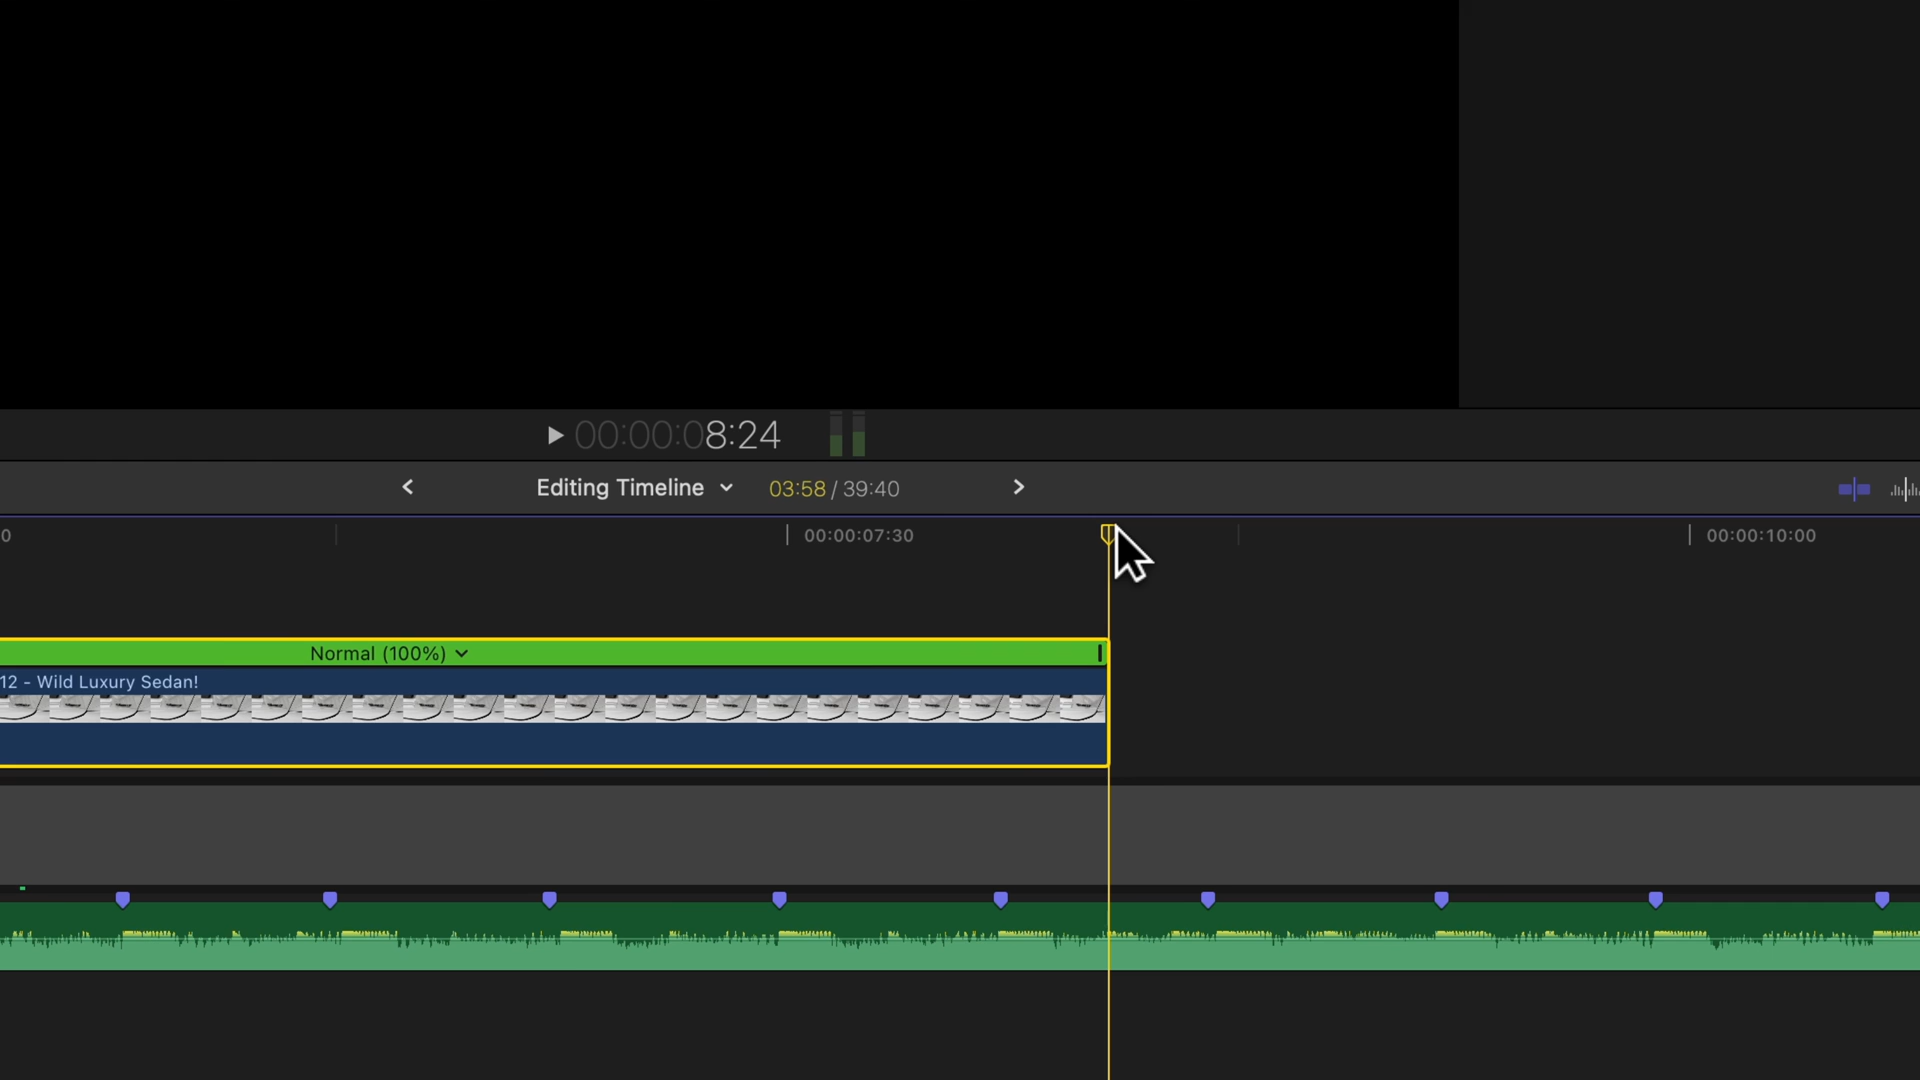 00:00:08:24
Editing Timeline 03:58 / 39:40
0 00:00:07:30 00:00:10:00
Normal (100%)
12 - Wild Luxury Sedan!